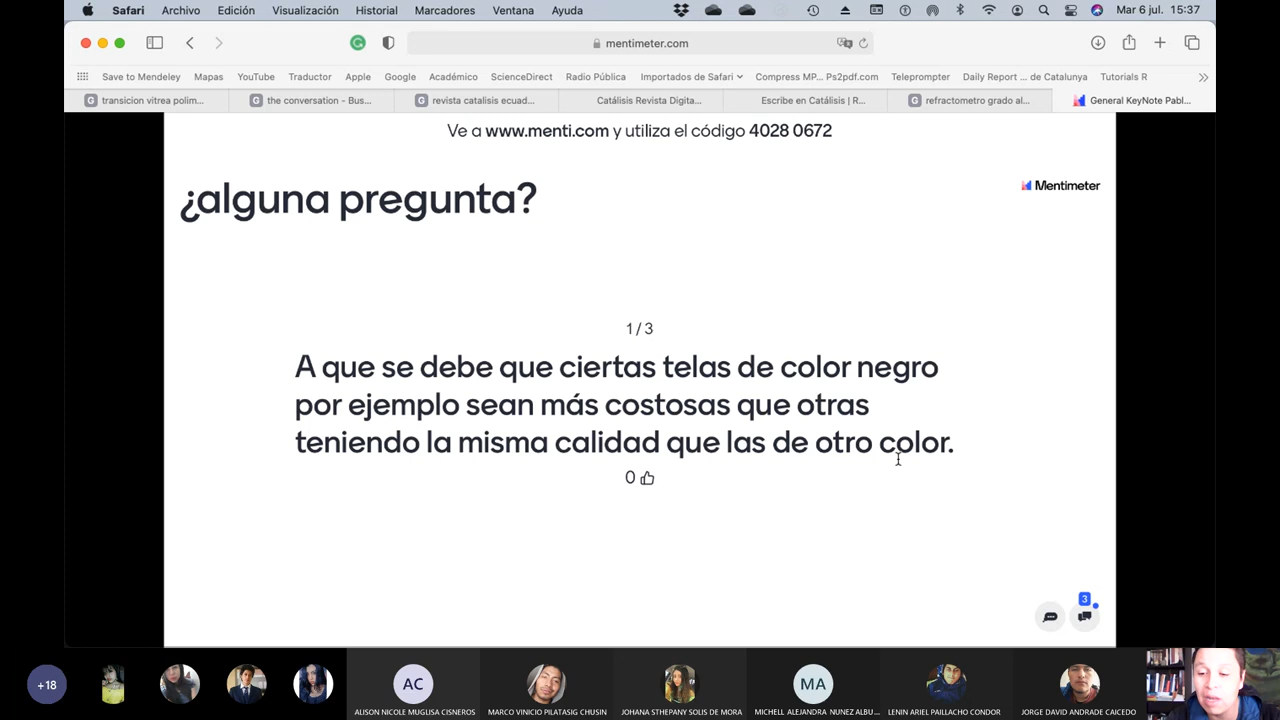 Safari Archivo Edición Visualización Historial Marcadores Ventana Ayuda Mar 6 jul. 15:37
mentimeter.com
Save to Mendeley Mapas YouTube Traductor Apple Google Académico ScienceDirect Radio Pública Importados de Safari Compress MP... Ps2pdf.com Teleprompter Daily Report ... de Catalunya Tutorials R
G transicion vitrea polim... G the conversation - Bus... G revista catalisis ecuad... Catálisis Revista Digita... Escribe en Catálisis | R... G refractometro grado al... General KeyNote Pabl...
Ve a www.menti.com y utiliza el código 4028 0672
¿alguna pregunta?
Mentimeter
1 / 3
A que se debe que ciertas telas de color negro
por ejemplo sean más costosas que otras
teniendo la misma calidad que las de otro color.
0
3
+18
AC
MA
ALISON NICOLE MUGLISA CISNEROS MARCO VINICIO PILATASIG CHUSIN JOHANA STHEPANY SOLIS DE MORA MICHELL ALEJANDRA NUNEZ ALBU... LENIN ARIEL PAILLACHO CONDOR JORGE DAVID ANDRADE CAICEDO